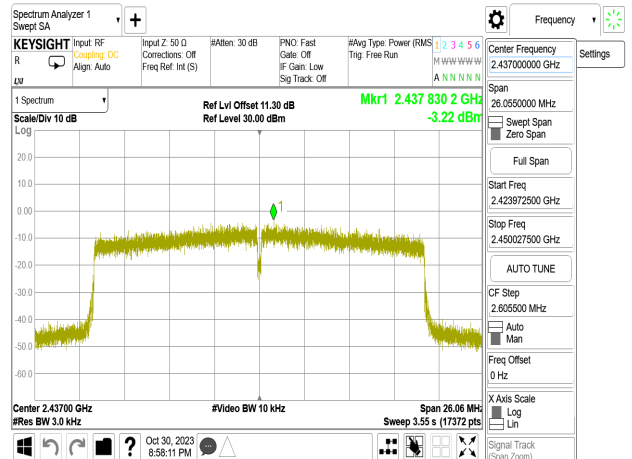 Spectrum Analyzer 1
Swept SA
Frequency
KEYSIGHT
R
LNI
Input: RF
Coupling: DC
Align: Auto
Input Z: 50 Ω
Corrections: Off
Freq Ref: Int (S)
#Atten: 30 dB
PNO: Fast
Gate: Off
IF Gain: Low
Sig Track: Off
#Avg Type: Power (RMS
Trig: Free Run
1 2 3 4 5 6
M W W W W W
A N N N N N
Center Frequency
2.437000000 GHz
Settings
Span
26.0550000 MHz
Swept Span
Zero Span
Full Span
Start Freq
2.423972500 GHz
Stop Freq
2.450027500 GHz
AUTO TUNE
CF Step
2.605500 MHz
Auto
Man
Freq Offset
0 Hz
X Axis Scale
Log
Lin
Signal Track
(Span Zoom)
1 Spectrum
Scale/Div 10 dB
Ref Lvl Offset 11.30 dB
Ref Level 30.00 dBm
Mkr1 2.437 830 2 GHz
-3.22 dBm
Log
20.0
10.0
0.00
-10.0
-20.0
-30.0
-40.0
-50.0
-60.0
1
Center 2.43700 GHz
#Video BW 10 kHz
Span 26.06 MHz
#Res BW 3.0 kHz
Sweep 3.55 s (17372 pts
Oct 30, 2023
8:58:11 PM